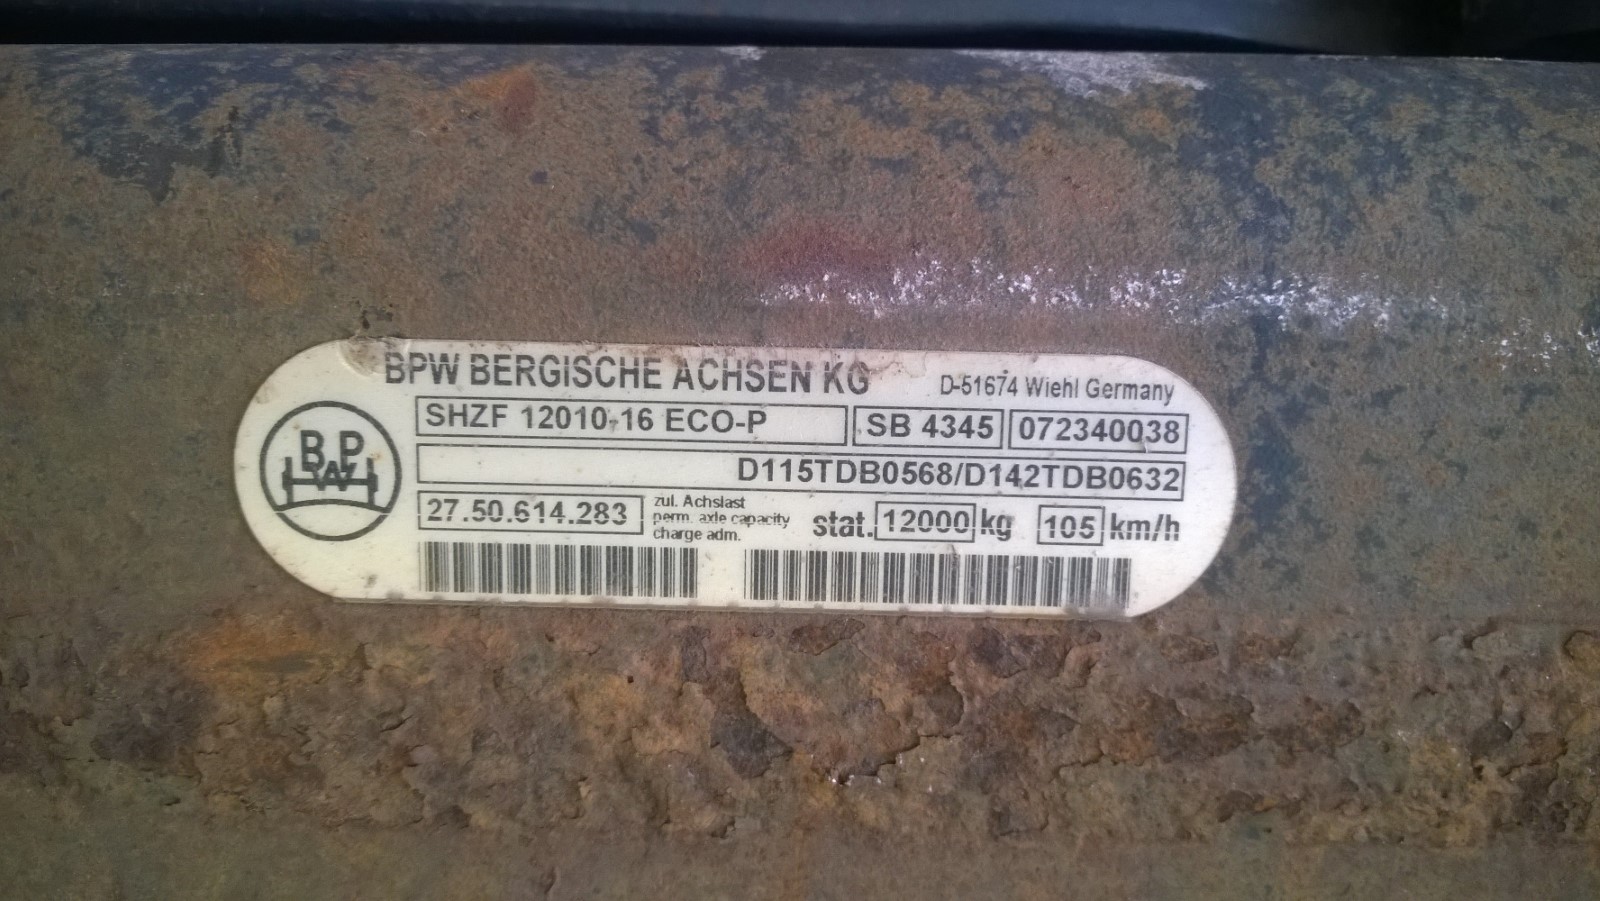 BPW BERGISCHE ACHSEN KG D-51674 Wiehl Germany
BPW
SHZF 12010-16 ECO-P SB 4345 072340038
D115TDB0568/D142TDB0632
27.50.614.283 zul. Achslast
perm. axle capacity
charge adm.
stat. 12000 kg 105 km/h